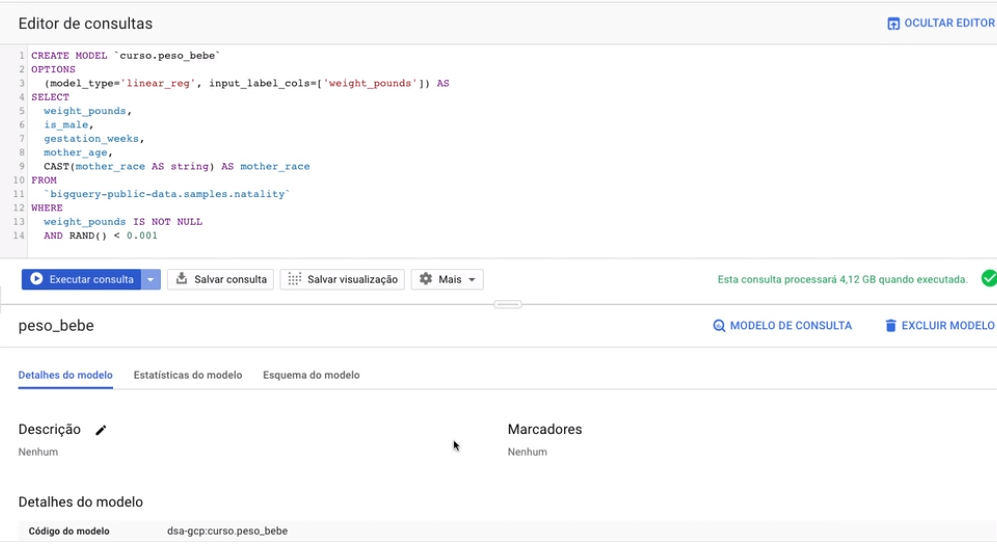 Editor de consultas
OCULTAR EDITOR
1 CREATE MODEL `curso.peso_bebe`
2 OPTIONS
3 (model_type='linear_reg', input_label_cols=['weight_pounds']) AS
4 SELECT
5 weight_pounds,
6 is_male,
7 gestation_weeks,
8 mother_age,
9 CAST(mother_race AS string) AS mother_race
10 FROM
11 `bigquery-public-data.samples.natality`
12 WHERE
13 weight_pounds IS NOT NULL
14 AND RAND() < 0.001
Executar consulta
Salvar consulta
Salvar visualização
Mais
Esta consulta processará 4,12 GB quando executada.
peso_bebe
MODELO DE CONSULTA
EXCLUIR MODELO
Detalhes do modelo
Estatísticas do modelo
Esquema do modelo
Descrição
Marcadores
Nenhum
Nenhum
Detalhes do modelo
Código do modelo dsa-gcp:curso.peso_bebe